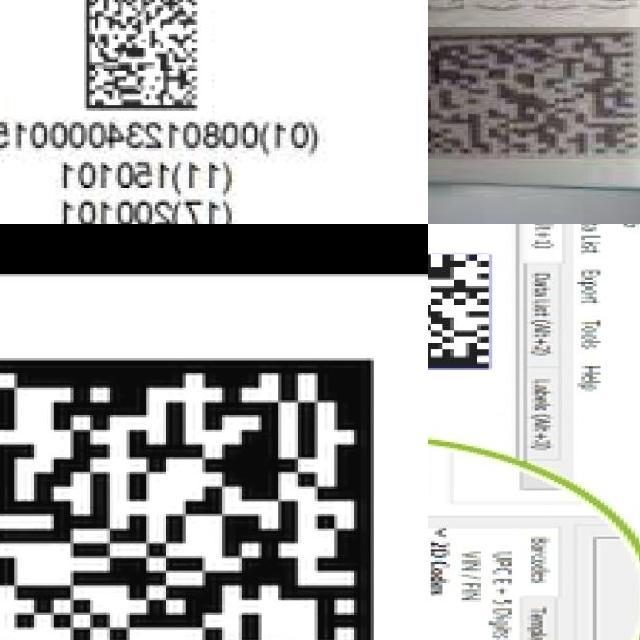 (01)0080123400001
(11)150101
(17)200101
Export Tools Help
Data List (Alt+2)
Labels (Alt+3)
Barcodes
UPC E + 5 Digits
VIN / FIN
2D Codes